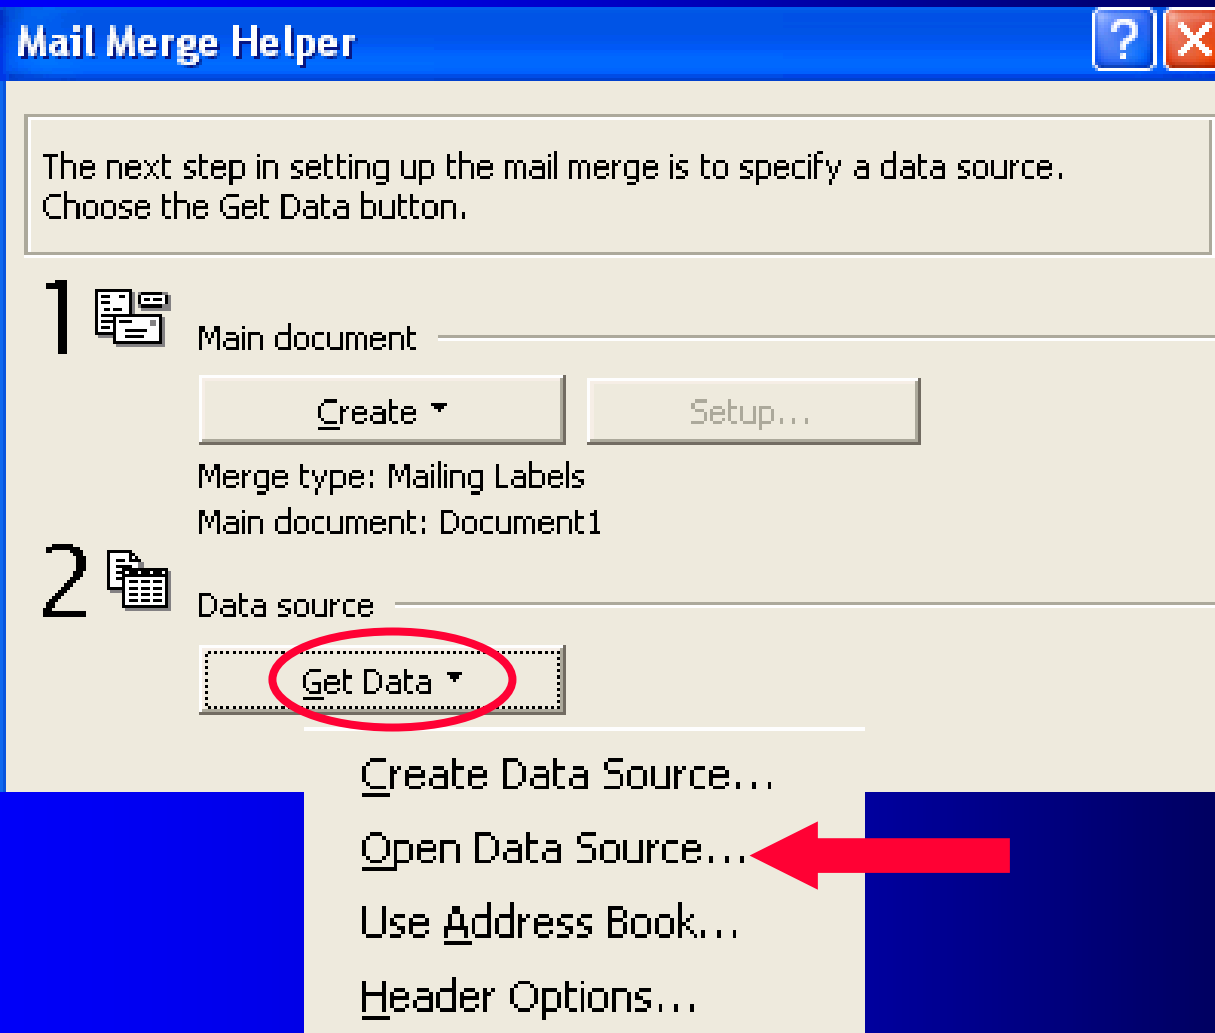 Mail Merge Helper
The next step in setting up the mail merge is to specify a data source.
Choose the Get Data button.
1
Main document
Create Setup...
Merge type: Mailing Labels
Main document: Document1
2
Data source
Get Data
Create Data Source...
Open Data Source...
Use Address Book...
Header Options...